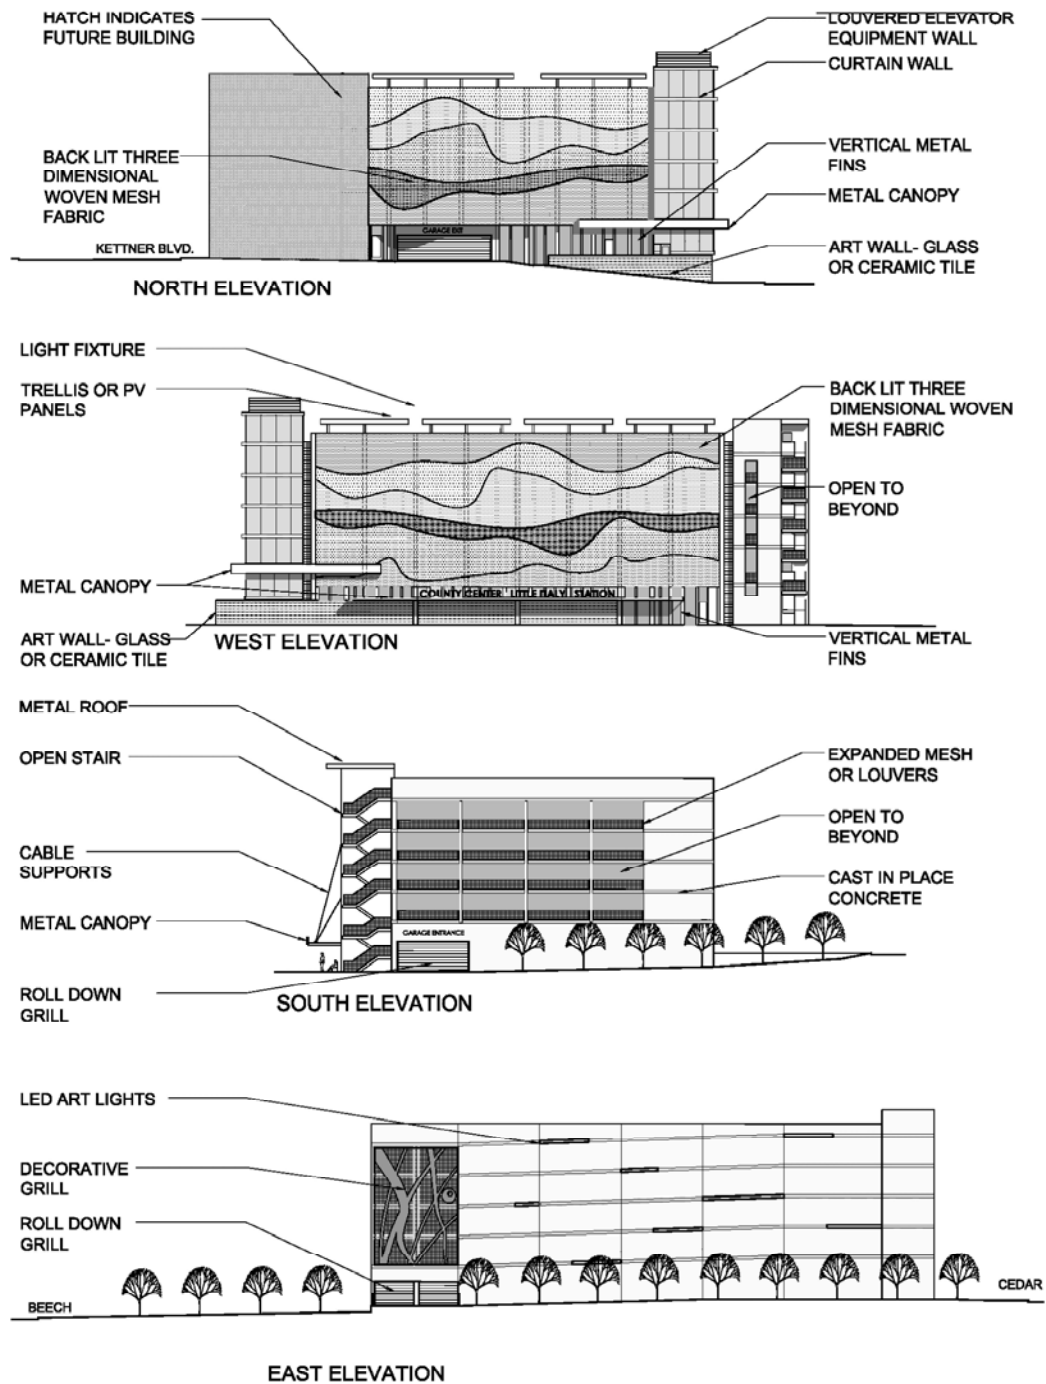 HATCH INDICATES
FUTURE BUILDING
LOUVERED ELEVATOR
EQUIPMENT WALL
CURTAIN WALL
BACK LIT THREE
DIMENSIONAL
WOVEN MESH
FABRIC
VERTICAL METAL
FINS
METAL CANOPY
GARAGE EXIT
KETTNER BLVD.
ART WALL- GLASS
OR CERAMIC TILE
NORTH ELEVATION
LIGHT FIXTURE
TRELLIS OR PV
PANELS
BACK LIT THREE
DIMENSIONAL WOVEN
MESH FABRIC
OPEN TO
BEYOND
METAL CANOPY
COUNTY CENTER / LITTLE ITALY STATION
ART WALL- GLASS
OR CERAMIC TILE
WEST ELEVATION
VERTICAL METAL
FINS
METAL ROOF
OPEN STAIR
EXPANDED MESH
OR LOUVERS
OPEN TO
BEYOND
CABLE
SUPPORTS
CAST IN PLACE
CONCRETE
METAL CANOPY
GARAGE ENTRANCE
ROLL DOWN
GRILL
SOUTH ELEVATION
LED ART LIGHTS
DECORATIVE
GRILL
ROLL DOWN
GRILL
BEECH
CEDAR
EAST ELEVATION